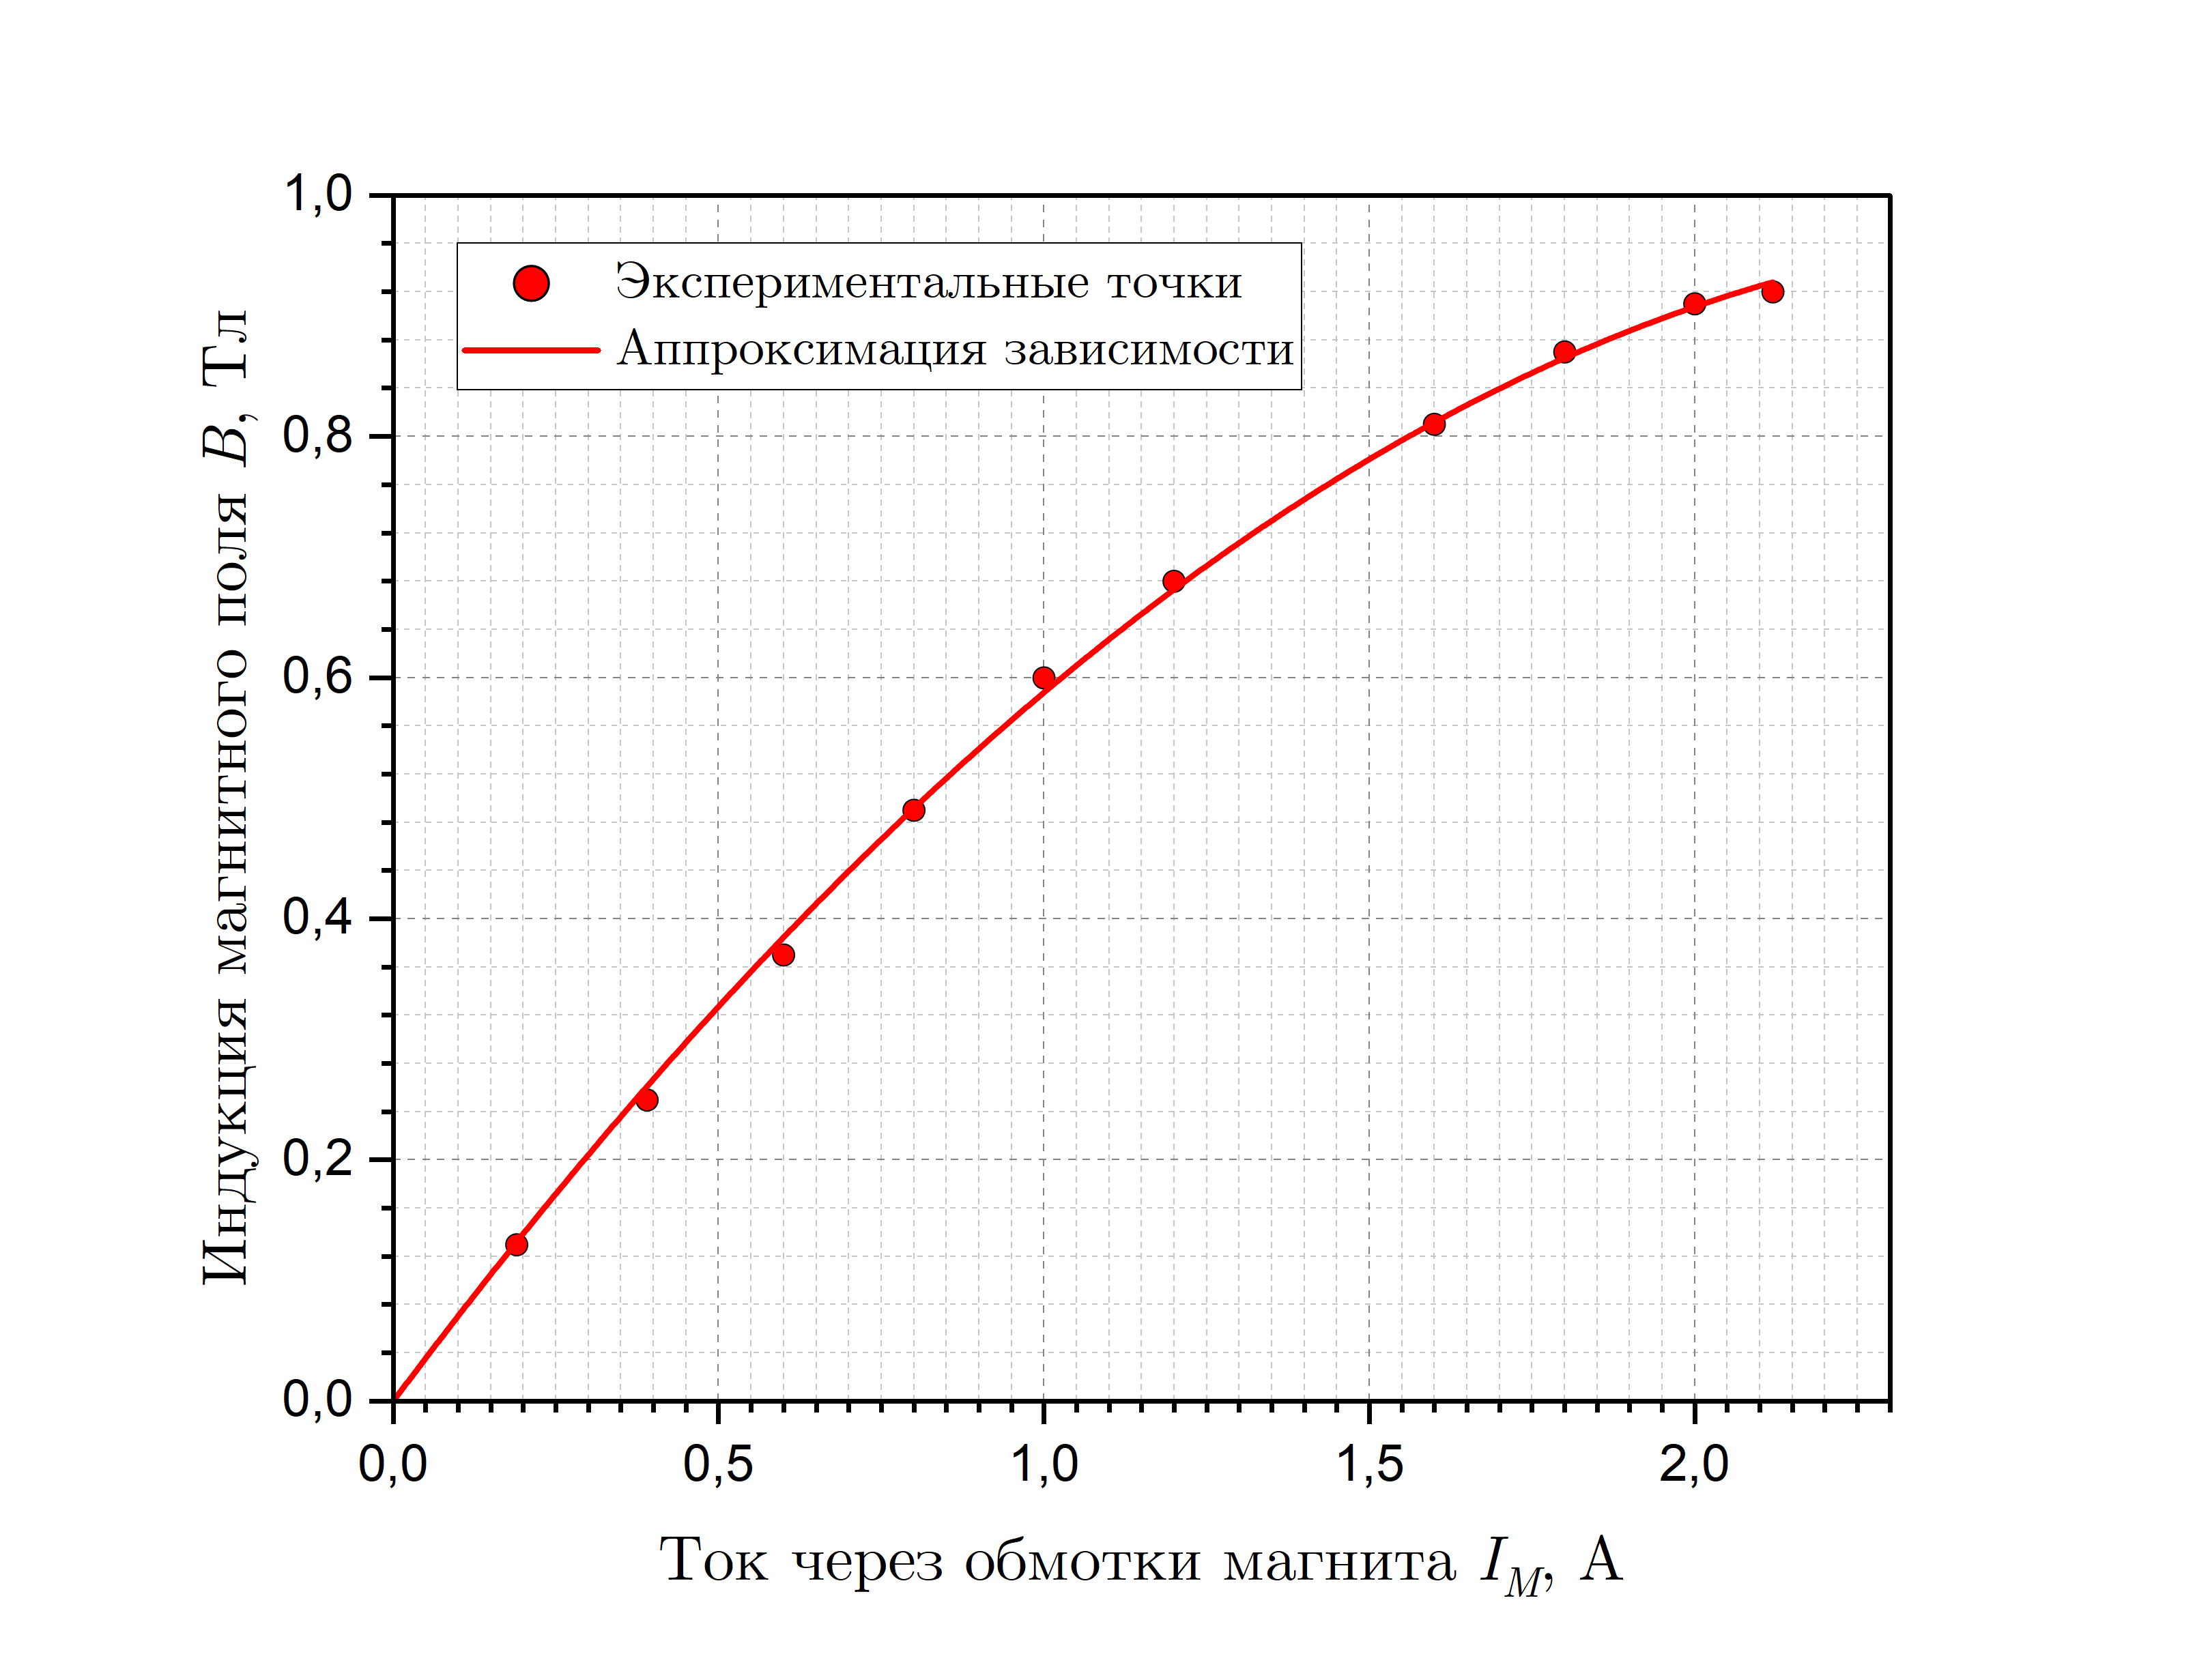 1,0
0,8
0,6
0,4
0,2
0,0
0,0 0,5 1,0 1,5 2,0
Индукция магнитного поля B, Тл
Экспериментальные точки
Аппроксимация зависимости
Ток через обмотки магнита I_M, А